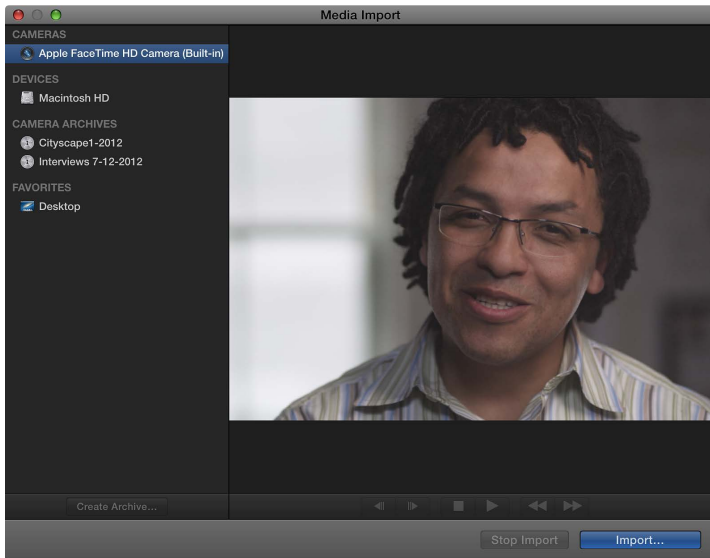 Media Import
CAMERAS
Apple FaceTime HD Camera (Built-in)
DEVICES
Macintosh HD
CAMERA ARCHIVES
Cityscape1-2012
Interviews 7-12-2012
FAVORITES
Desktop
Create Archive...
Stop Import
Import...